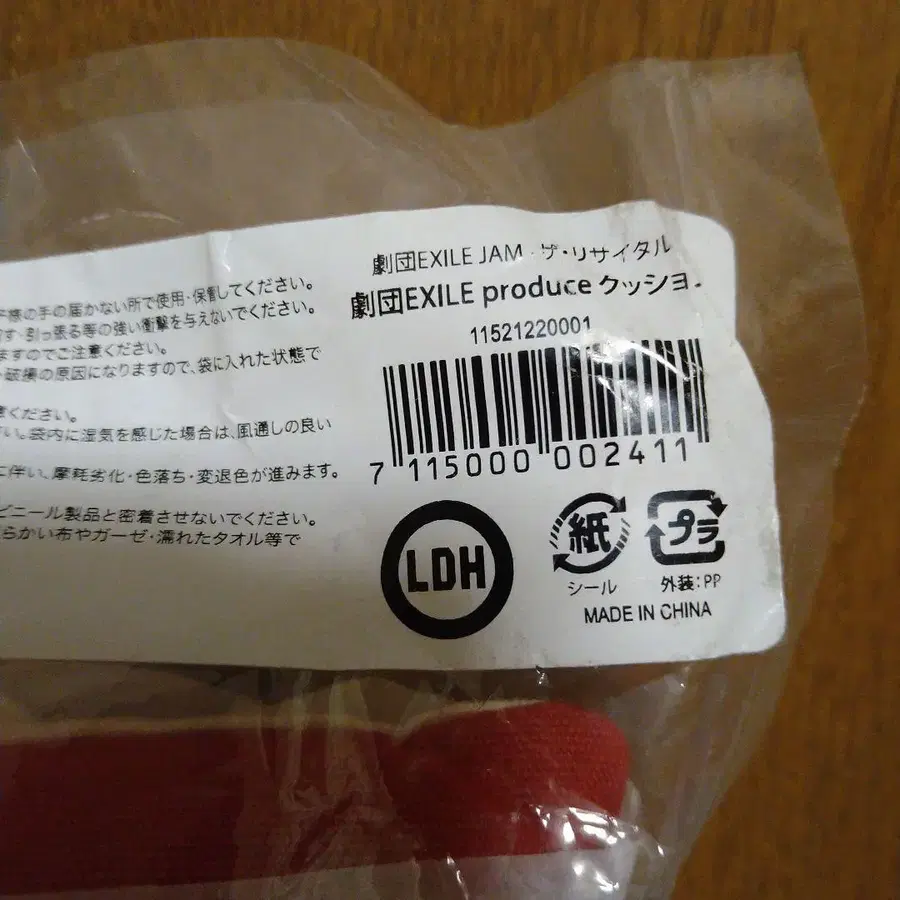 劇団EXILE JAM・ザ・リサイタル
劇団EXILE produce クッショ
11521220001
7 115000 002411
様の手の届かない所で使用・保管してください。
す・引っ張る等の強い衝撃を与えないでください。
ますのでご注意ください。
・破損の原因になりますので、袋に入れた状態で
ください。
い。袋内に湿気を感じた場合は、風通しの良い
に伴い、摩耗劣化・色落ち・変退色が進みます。
ビニール製品と密着させないでください。
らかい布やガーゼ・濡れたタオル等で
LDH
紙
シール
プラ
外装:PP
MADE IN CHINA